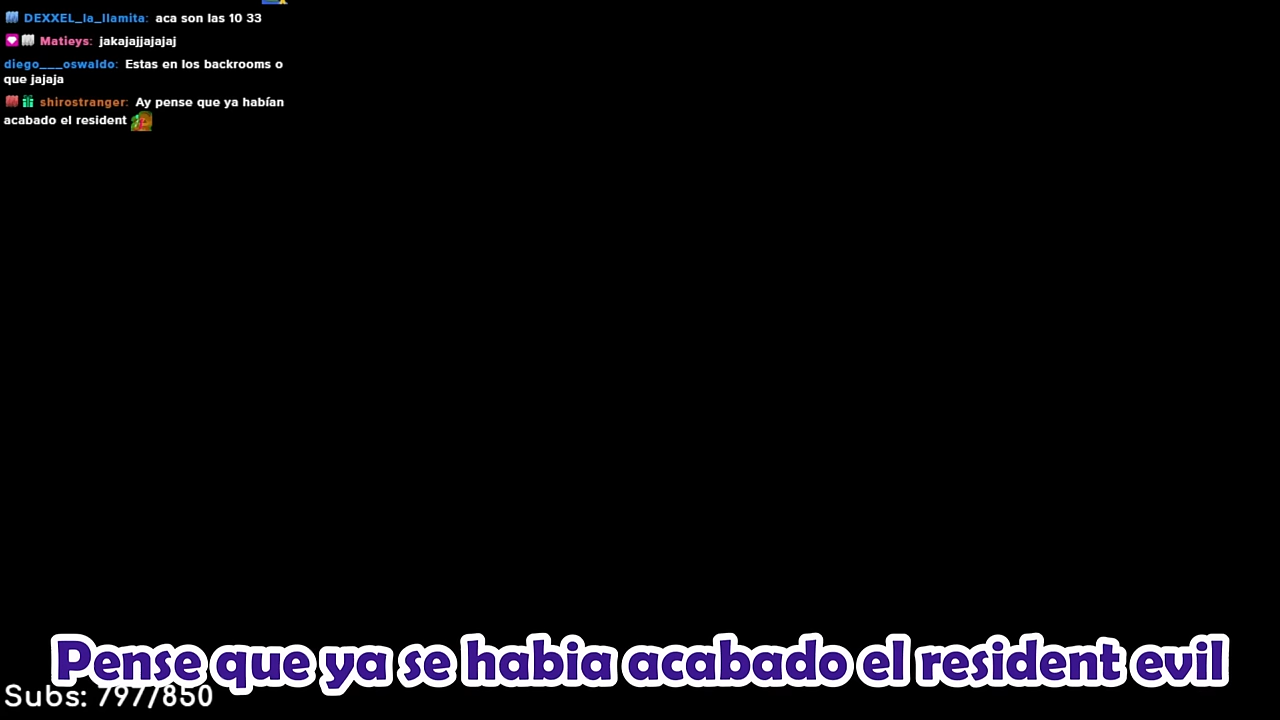 DEXXEL_la_llamita: aca son las 10 33
Matieys: jakajajjajajaj
diego___oswaldo: Estas en los backrooms o
que jajaja
shirostranger: Ay pense que ya habían
acabado el resident
Pense que ya se habia acabado el resident evil
Subs: 797/850